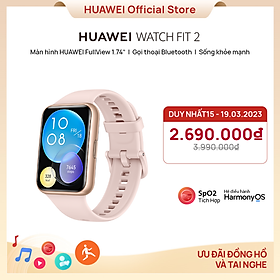 HUAWEI Official Store
HUAWEI WATCH FIT 2
Màn hình HUAWEI FullView 1.74" | Gọi thoại Bluetooth | Sống khỏe mạnh
DUY NHẤT 15 - 19.03.2023
2.690.000đ
3.990.000đ
SpO2
Tích Hợp
Hệ điều hành
HarmonyOS
ƯU ĐÃI ĐỒNG HỒ
VÀ TAI NGHE